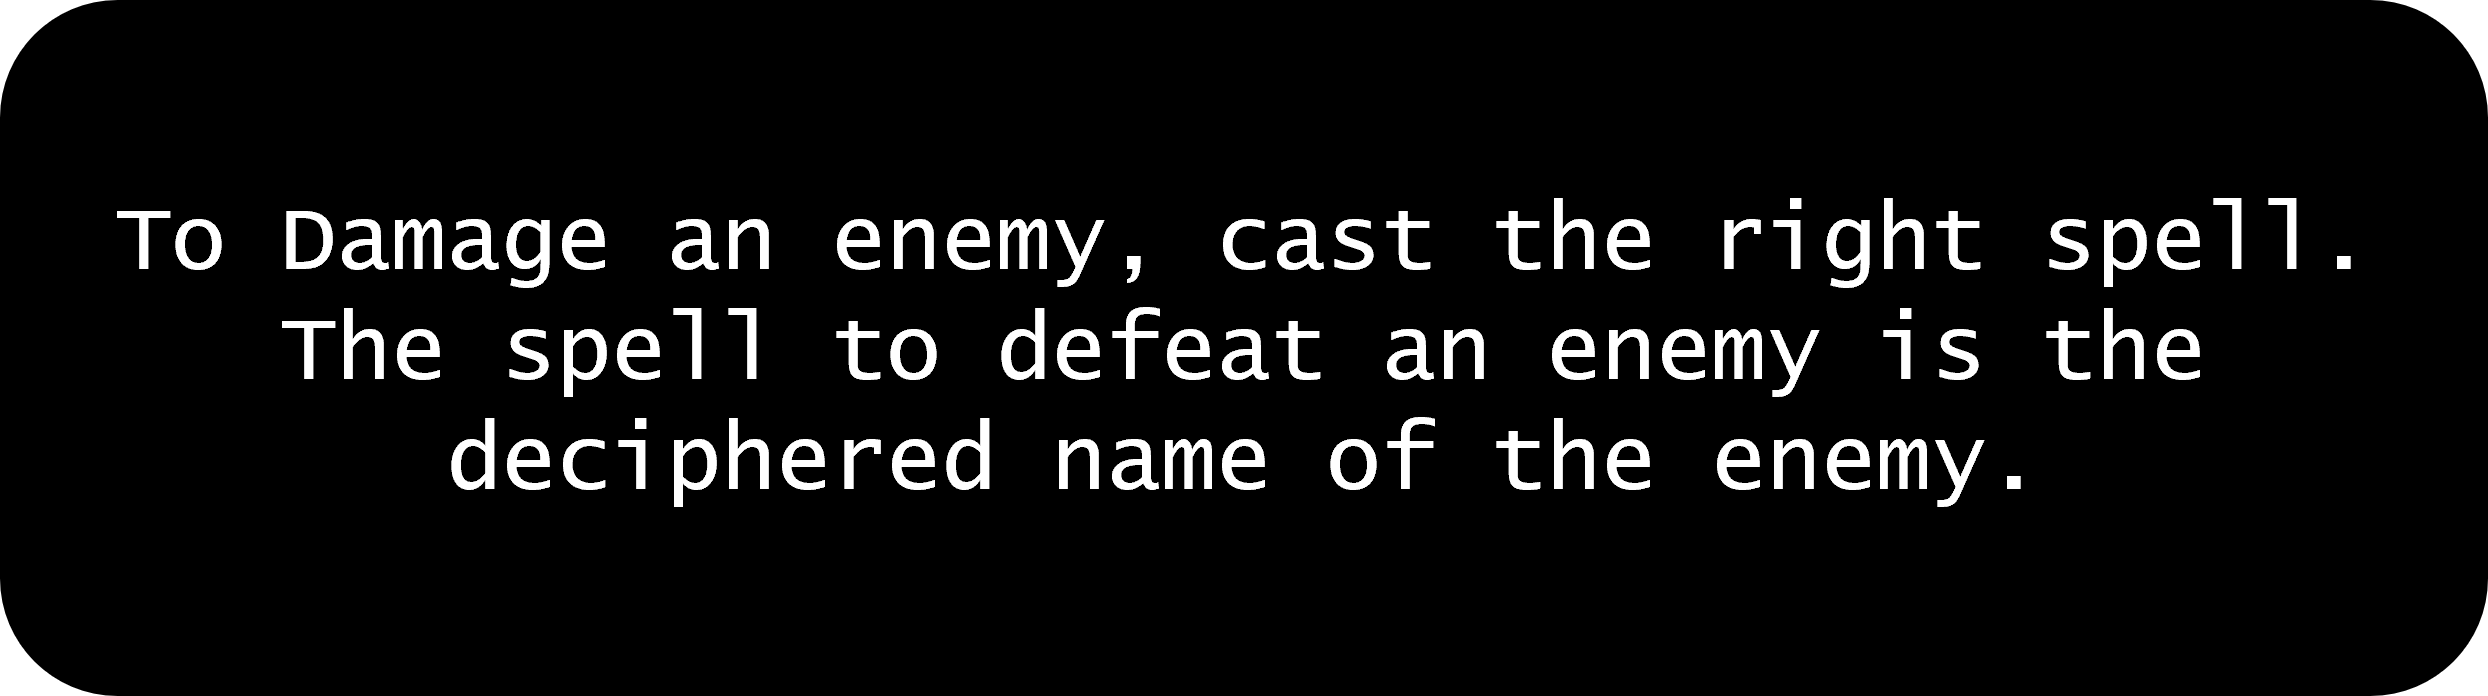 To Damage an enemy, cast the right spell.
The spell to defeat an enemy is the
deciphered name of the enemy.